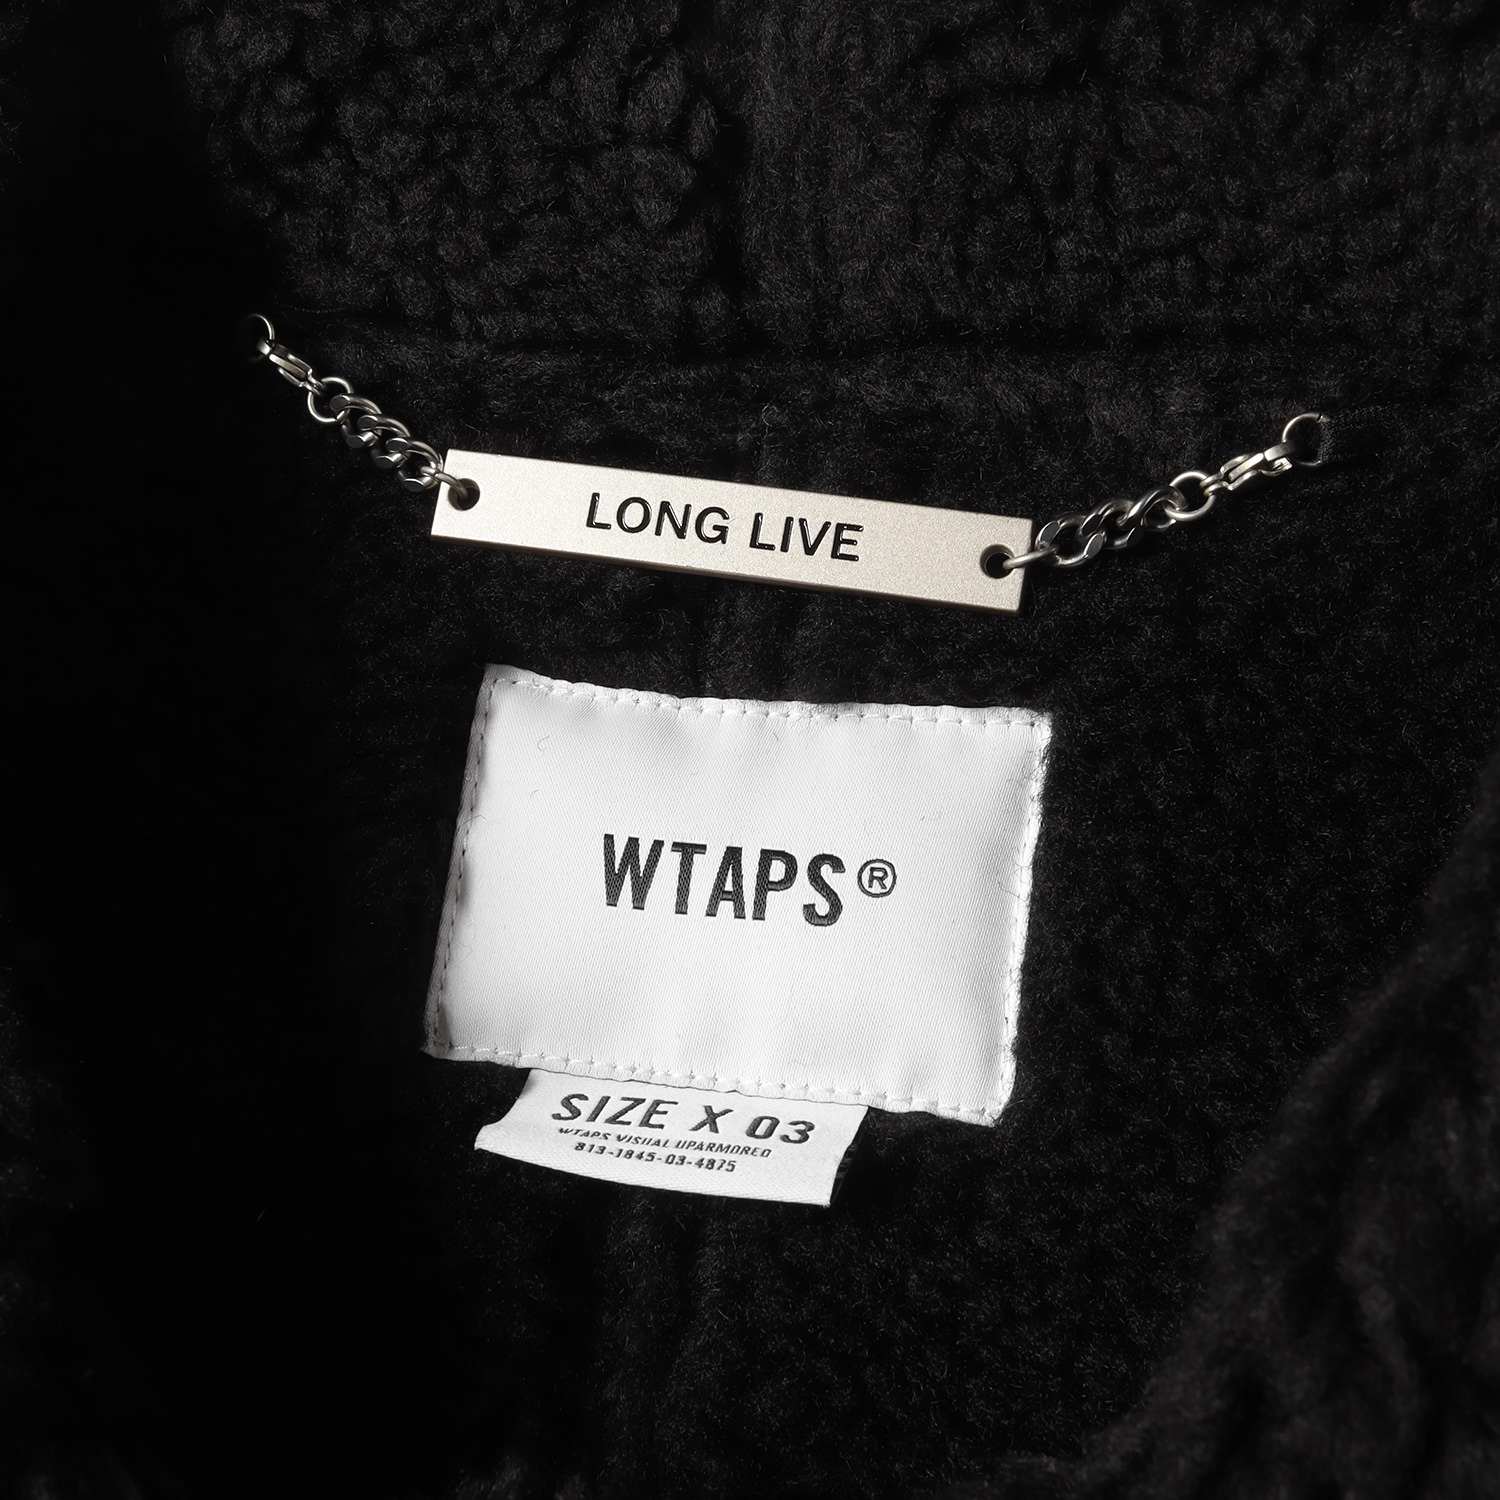 LONG LIVE
WTAPS®
SIZE X 03
WTAPS VISUAL UPARMORED
813-1845-03-4875